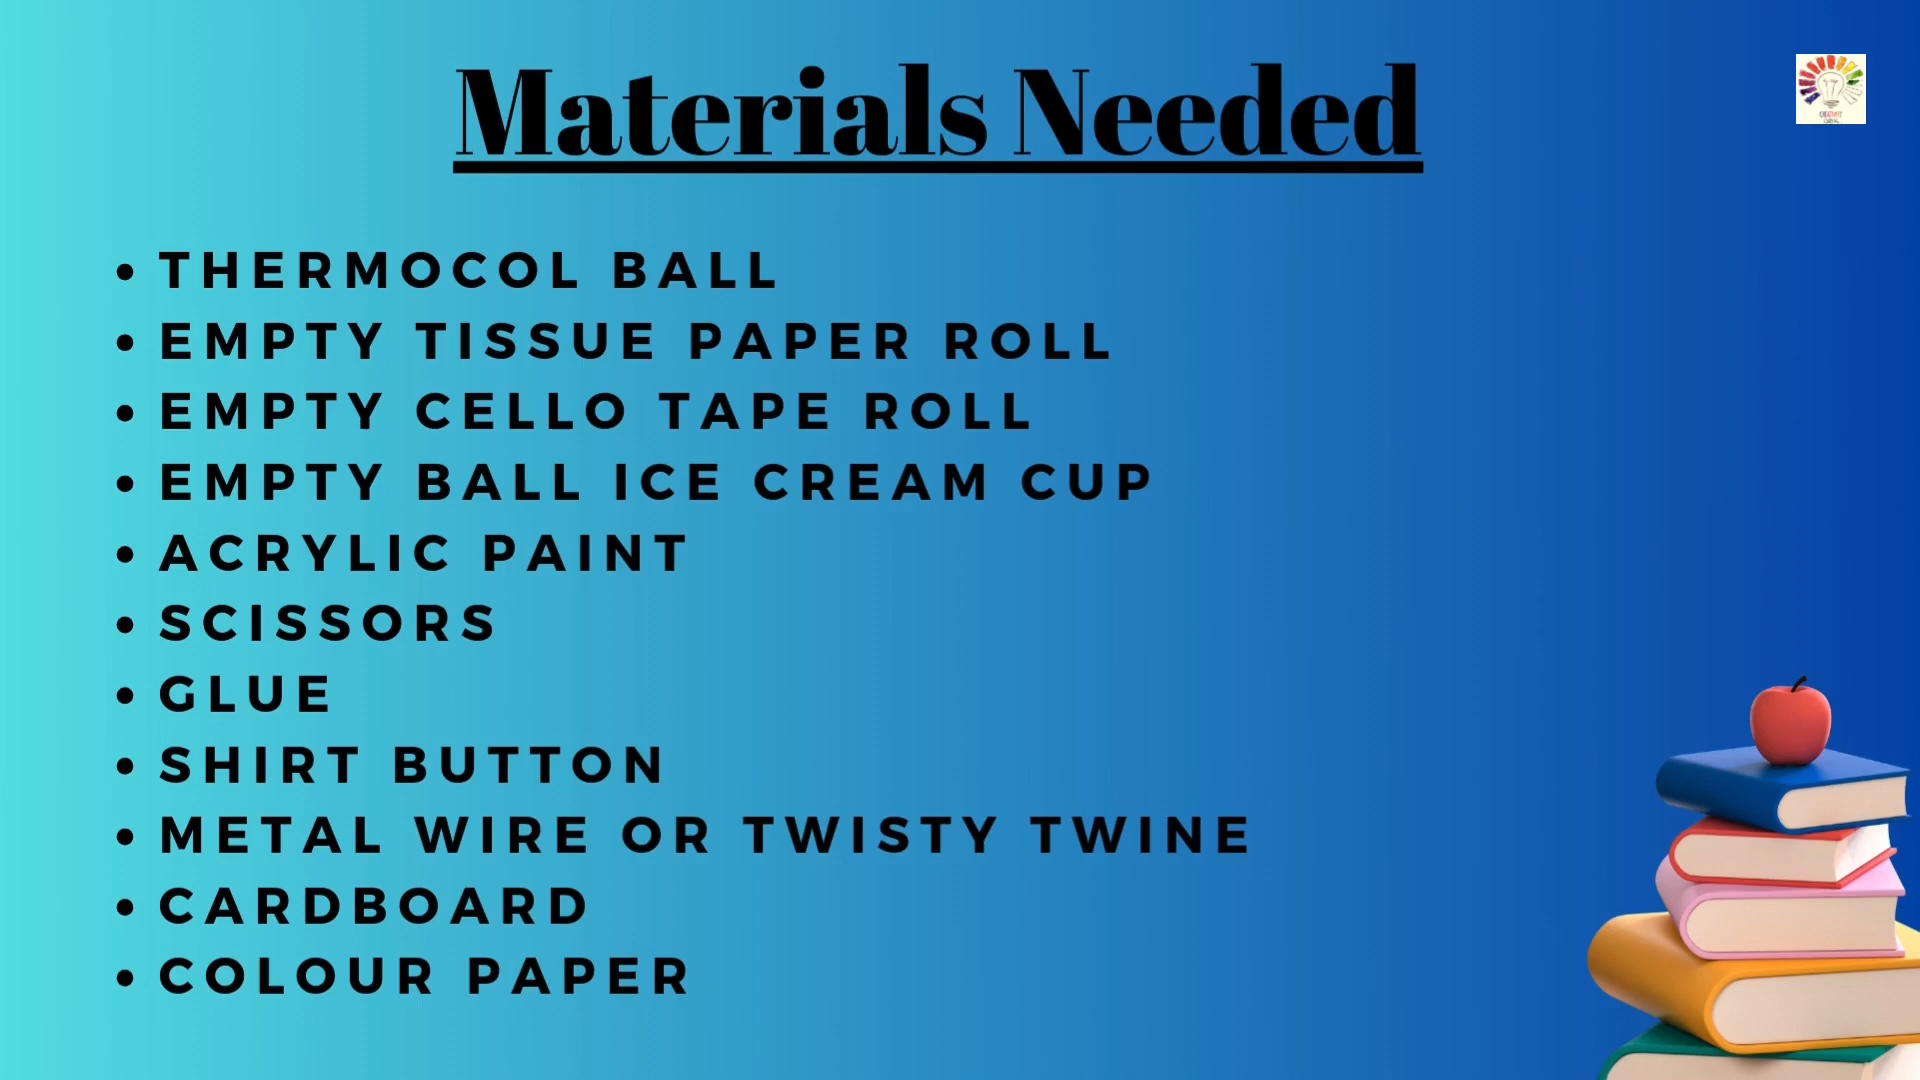 Materials Needed
• THERMOCOL BALL
• EMPTY TISSUE PAPER ROLL
• EMPTY CELLO TAPE ROLL
• EMPTY BALL ICE CREAM CUP
• ACRYLIC PAINT
• SCISSORS
• GLUE
• SHIRT BUTTON
• METAL WIRE OR TWISTY TWINE
• CARDBOARD
• COLOUR PAPER